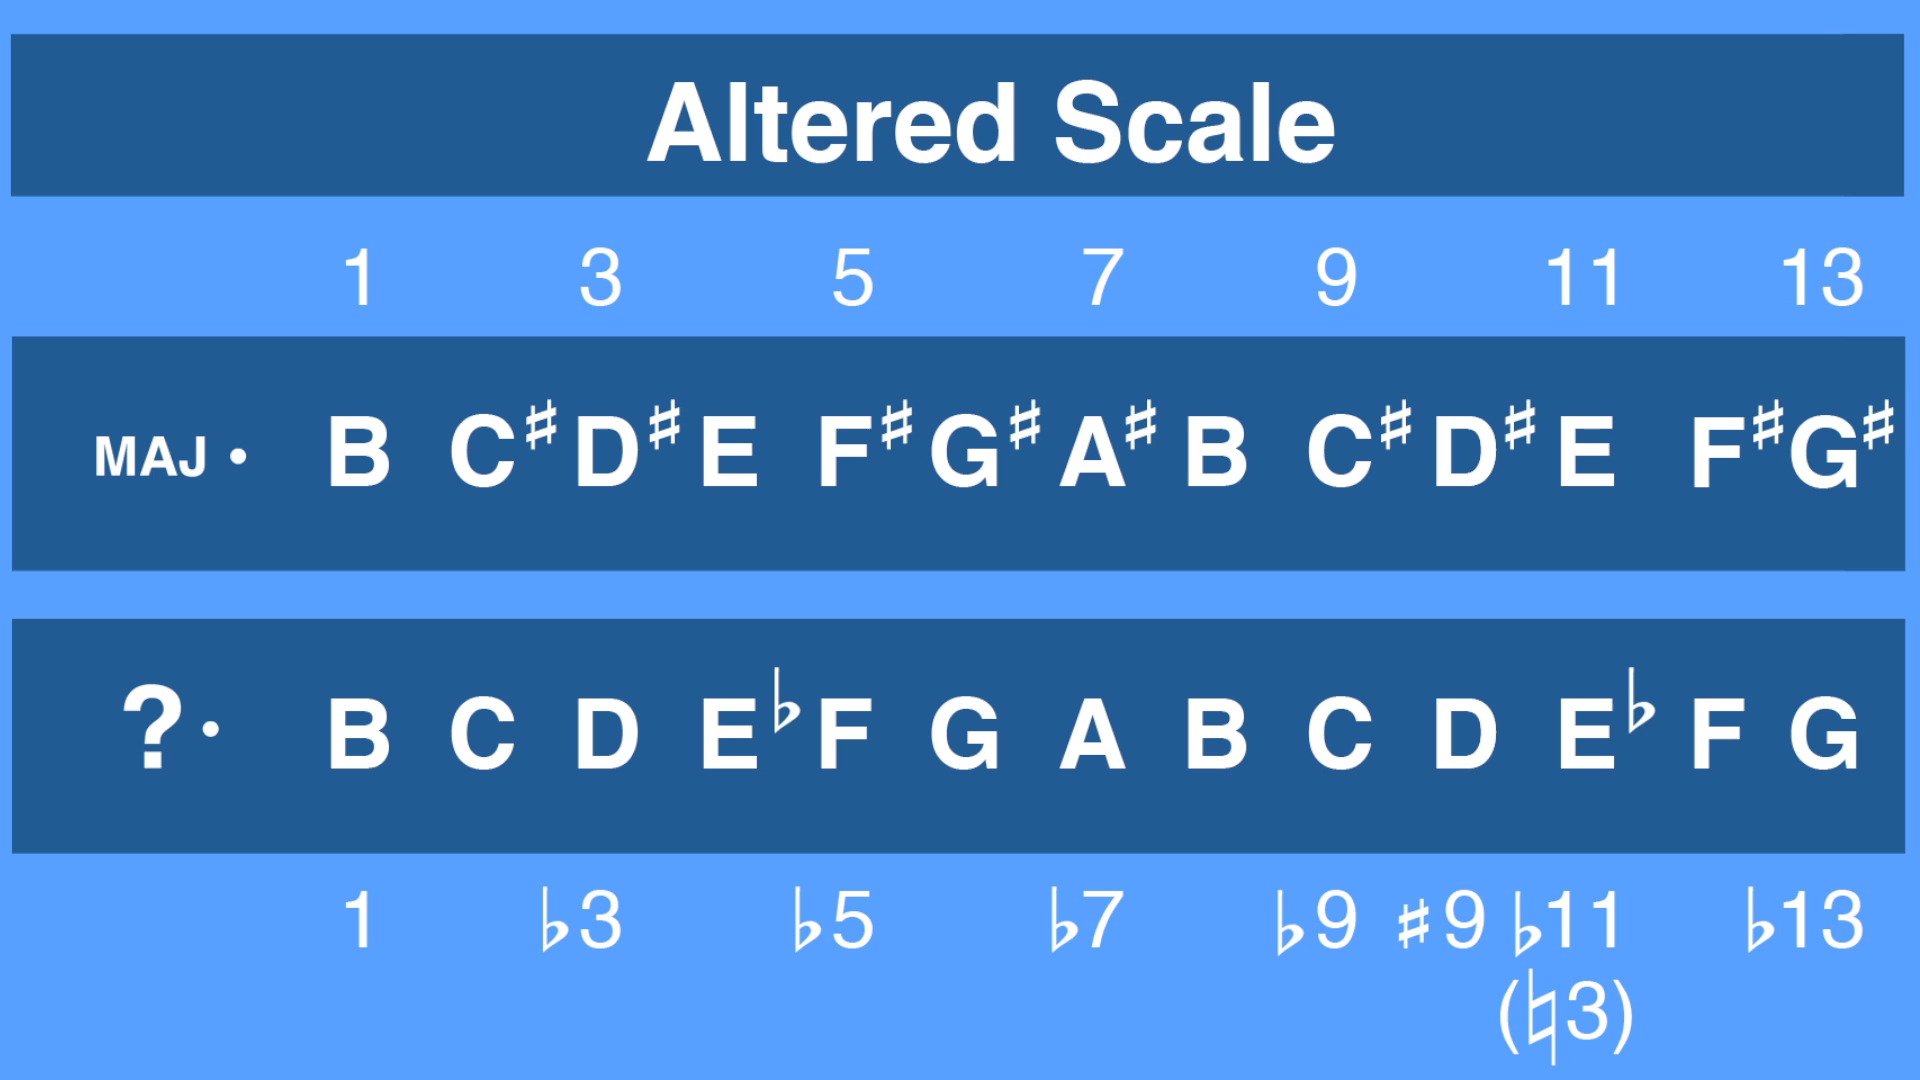 Altered Scale
1 3 5 7 9 11 13
MAJ • B C♯ D♯ E F♯ G♯ A♯ B C♯ D♯ E F♯ G♯
? • B C D E♭ F G A B C D E♭ F G
1 ♭3 ♭5 ♭7 ♭9 ♯9 ♭11 ♭13
(♮3)